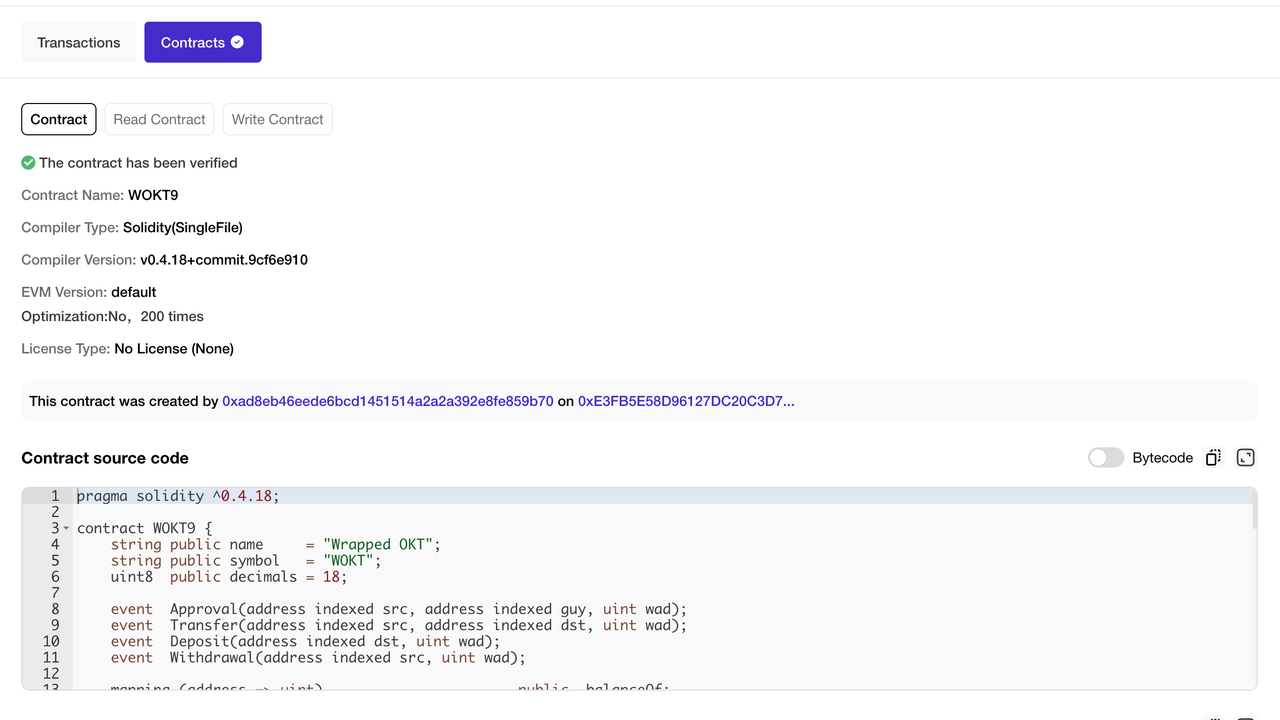 Transactions Contracts
Contract Read Contract Write Contract
The contract has been verified
Contract Name: WOKT9
Compiler Type: Solidity(SingleFile)
Compiler Version: v0.4.18+commit.9cf6e910
EVM Version: default
Optimization:No，200 times
License Type: No License (None)
This contract was created by 0xad8eb46eede6bcd1451514a2a2a392e8fe859b70 on 0xE3FB5E58D96127DC20C3D7...
Contract source code Bytecode
1 pragma solidity ^0.4.18;
2
3 contract WOKT9 {
4 string public name = "Wrapped OKT";
5 string public symbol = "WOKT";
6 uint8 public decimals = 18;
7
8 event Approval(address indexed src, address indexed guy, uint wad);
9 event Transfer(address indexed src, address indexed dst, uint wad);
10 event Deposit(address indexed dst, uint wad);
11 event Withdrawal(address indexed src, uint wad);
12
13 mapping (address => uint) public balanceOf;